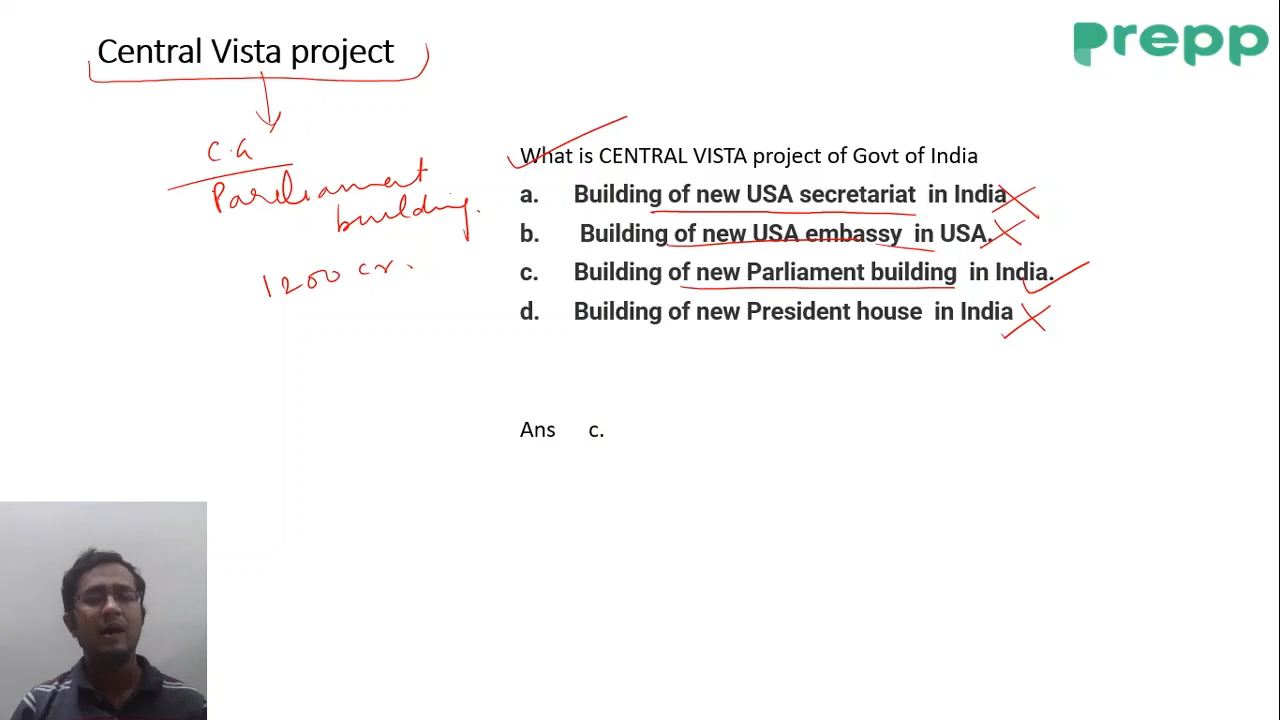 Central Vista project
prepp
C.G
Parliament
building.
1200 cr.
What is CENTRAL VISTA project of Govt of India
a. Building of new USA secretariat in India
b. Building of new USA embassy in USA.
c. Building of new Parliament building in India.
d. Building of new President house in India
Ans c.